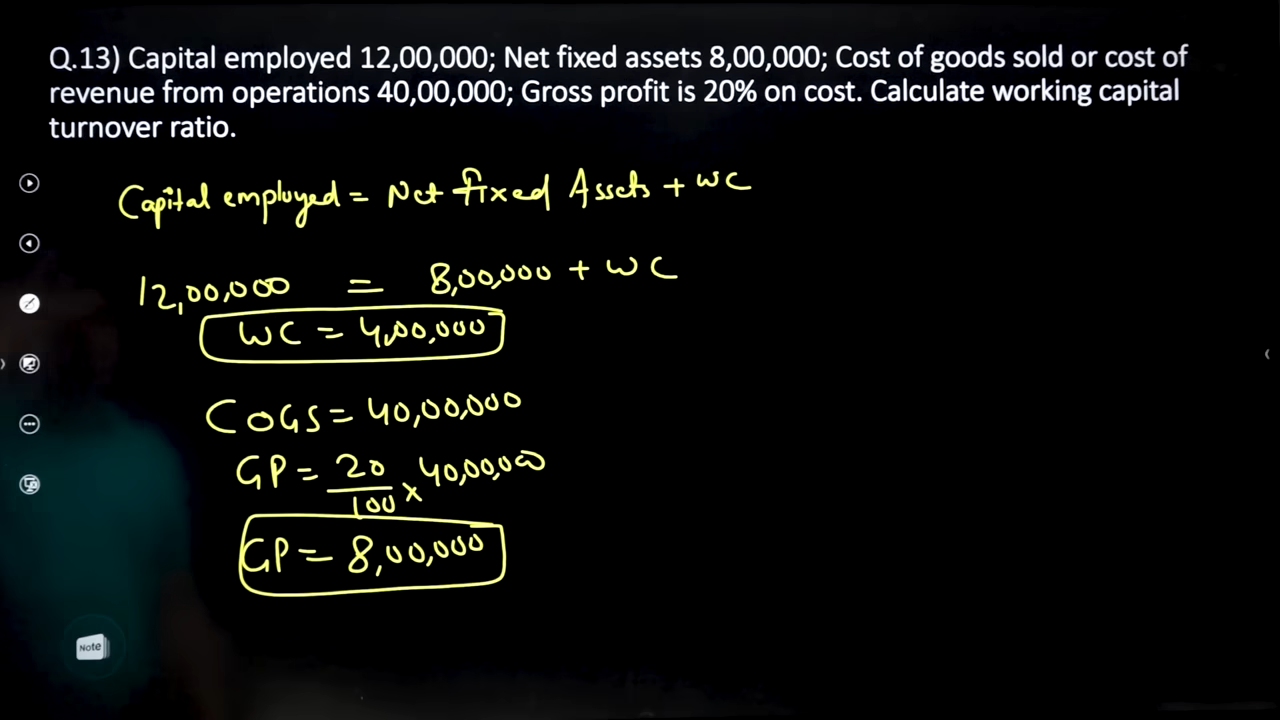 Q.13) Capital employed 12,00,000; Net fixed assets 8,00,000; Cost of goods sold or cost of
revenue from operations 40,00,000; Gross profit is 20% on cost. Calculate working capital
turnover ratio.
Capital employed = Net fixed Assets + WC
12,00,000 = 8,00,000 + WC
WC = 4,00,000
COGS = 40,00,000
GP = 20/100 × 40,00,000
GP = 8,00,000
Note